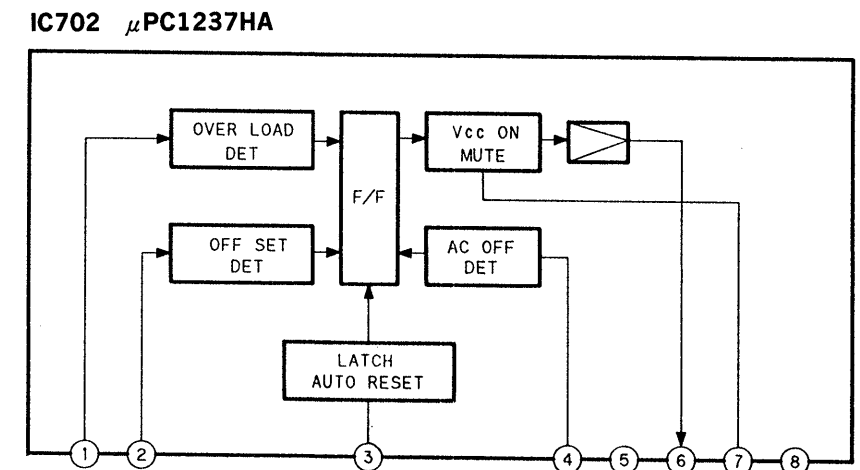 IC702 μPC1237HA
OVER LOAD
DET
F/F
Vcc ON
MUTE
OFF SET
DET
AC OFF
DET
LATCH
AUTO RESET
1 2 3 4 5 6 7 8